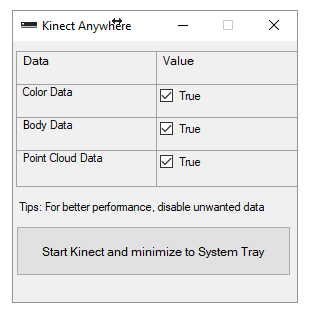 Kinect Anywhere
Data Value
Color Data True
Body Data True
Point Cloud Data True
Tips: For better performance, disable unwanted data
Start Kinect and minimize to System Tray